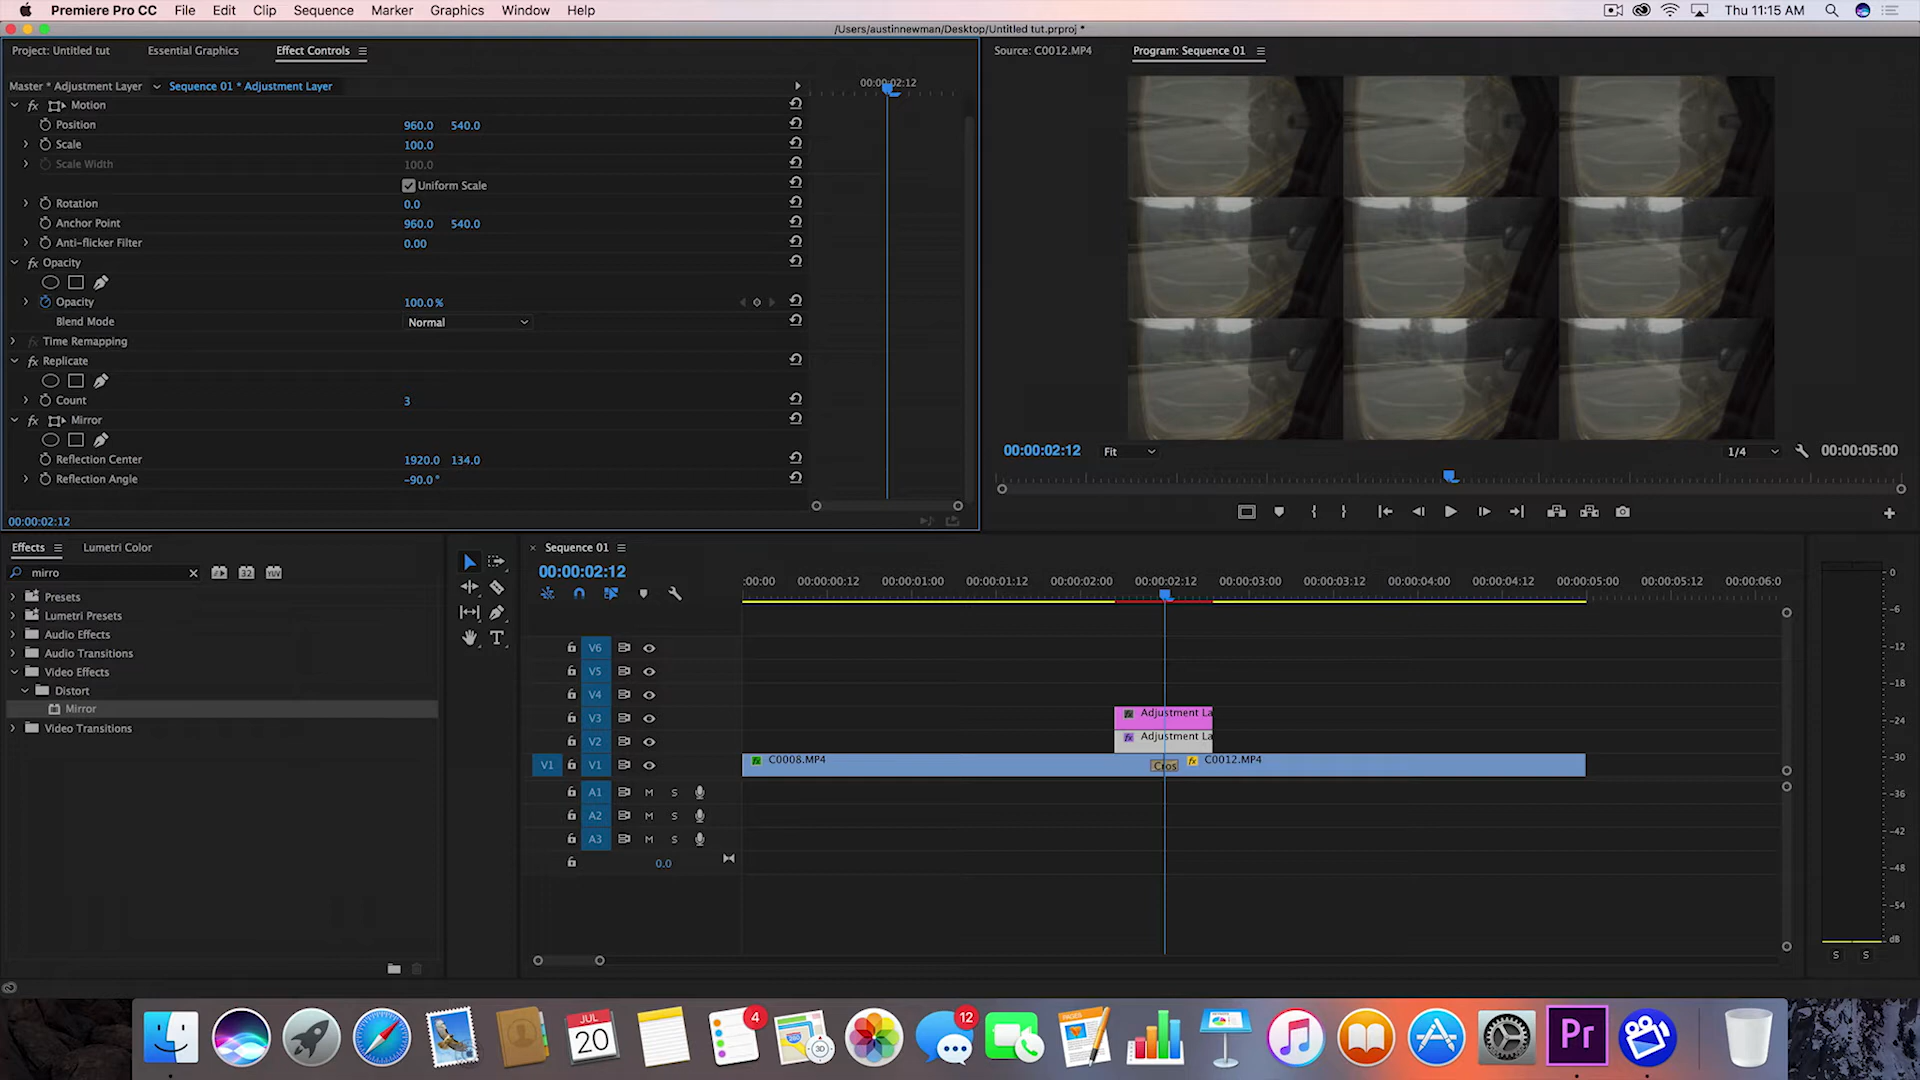 Premiere Pro CC File Edit Clip Sequence Marker Graphics Window Help Thu 11:15 AM
/Users/austinnewman/Desktop/Untitled tut.prproj *
Project: Untitled tut Essential Graphics Effect Controls
Source: C0012.MP4 Program: Sequence 01
Master * Adjustment Layer Sequence 01 * Adjustment Layer
00:00:02:12
fx Motion
Position 960.0 540.0
Scale 100.0
Scale Width 100.0
Uniform Scale
Rotation 0.0
Anchor Point 960.0 540.0
Anti-flicker Filter 0.00
fx Opacity
Opacity 100.0 %
Blend Mode Normal
fx Time Remapping
fx Replicate
Count 3
fx Mirror
Reflection Center 1920.0 134.0
Reflection Angle -90.0 °
00:00:02:12
00:00:02:12 Fit 1/4 00:00:05:00
Effects Lumetri Color
mirro
32 YUV
Presets
Lumetri Presets
Audio Effects
Audio Transitions
Video Effects
Distort
Mirror
Video Transitions
T
Sequence 01
00:00:02:12
:00:00 00:00:00:12 00:00:01:00 00:00:01:12 00:00:02:00 00:00:02:12 00:00:03:00 00:00:03:12 00:00:04:00 00:00:04:12 00:00:05:00 00:00:05:12 00:00:06:0
V6
V5
V4
V3 fx Adjustment La
V2 fx Adjustment La
V1 V1 fx C0008.MP4 Cros fx C0012.MP4
A1 M S
A2 M S
A3 M S
0.0
0
-6
-12
-18
-24
-30
-36
-42
-48
-54
dB
S S
JUL
20
4
3D
12
Pr